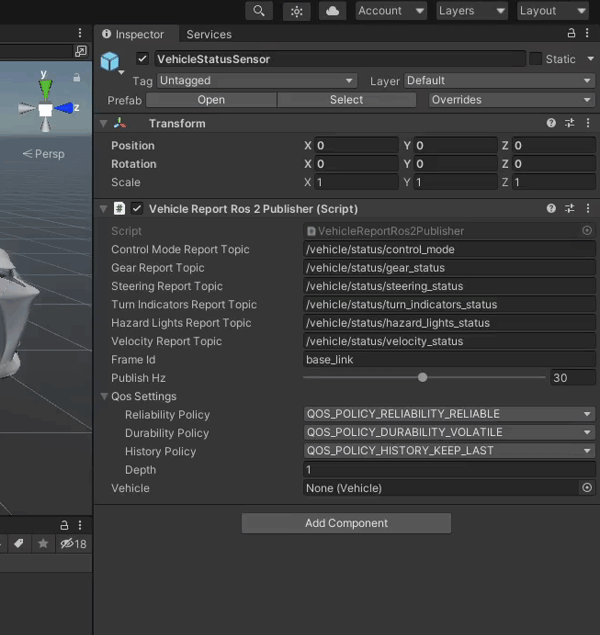 Account Layers Layout
Inspector Services
VehicleStatusSensor Static
Tag Untagged Layer Default
Prefab Open Select Overrides
y
z
Persp
Transform
Position X 0 Y 0 Z 0
Rotation X 0 Y 0 Z 0
Scale X 1 Y 1 Z 1
# Vehicle Report Ros 2 Publisher (Script)
Script VehicleReportRos2Publisher
Control Mode Report Topic /vehicle/status/control_mode
Gear Report Topic /vehicle/status/gear_status
Steering Report Topic /vehicle/status/steering_status
Turn Indicators Report Topic /vehicle/status/turn_indicators_status
Hazard Lights Report Topic /vehicle/status/hazard_lights_status
Velocity Report Topic /vehicle/status/velocity_status
Frame Id base_link
Publish Hz 30
Qos Settings
Reliability Policy QOS_POLICY_RELIABILITY_RELIABLE
Durability Policy QOS_POLICY_DURABILITY_VOLATILE
History Policy QOS_POLICY_HISTORY_KEEP_LAST
Depth 1
Vehicle None (Vehicle)
Add Component
18